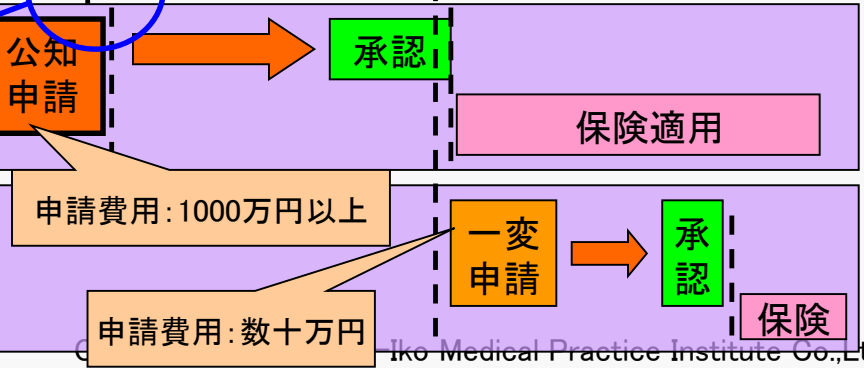 公知
申請
承認
保険適用
申請費用：1000万円以上
一変
申請
承
認
保険
申請費用：数十万円
-Iko Medical Practice Institute Co.,